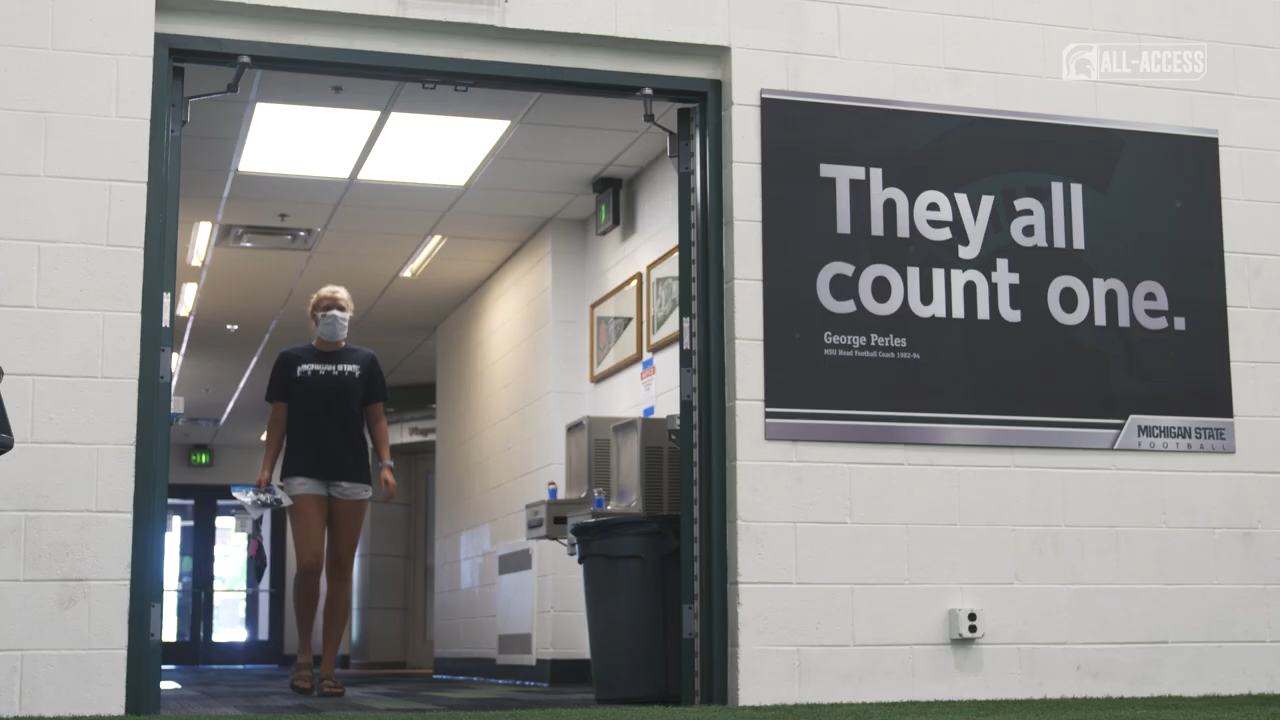 ALL-ACCESS
They all
count one.
George Perles
MSU Head Football Coach 1982-94
MICHIGAN STATE
FOOTBALL
MICHIGAN STATE
TENNIS